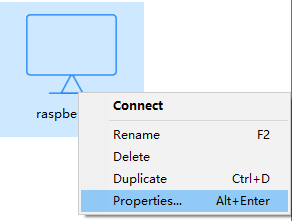 raspbe
Connect
Rename F2
Delete
Duplicate Ctrl+D
Properties... Alt+Enter